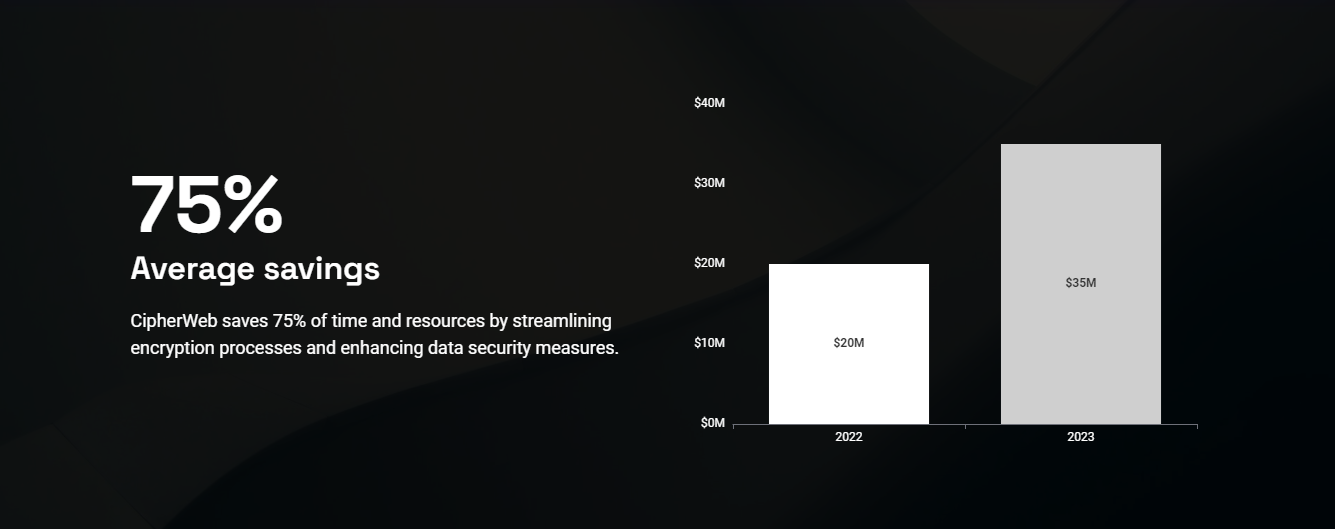 75%
Average savings
CipherWeb saves 75% of time and resources by streamlining
encryption processes and enhancing data security measures.
$40M
$30M
$20M
$10M
$0M
$20M
$35M
2022
2023